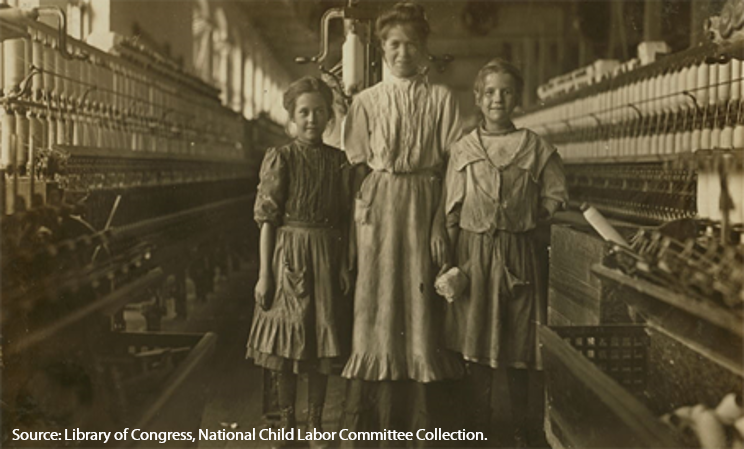 Source: Library of Congress, National Child Labor Committee Collection.